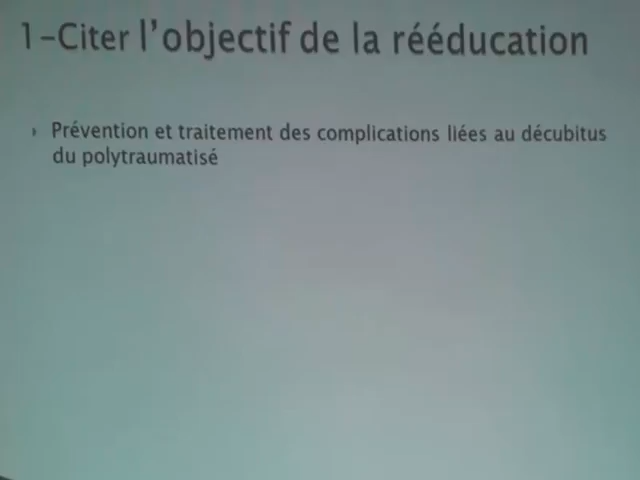 1-Citer l'objectif de la rééducation
Prévention et traitement des complications liées au décubitus
du polytraumatisé